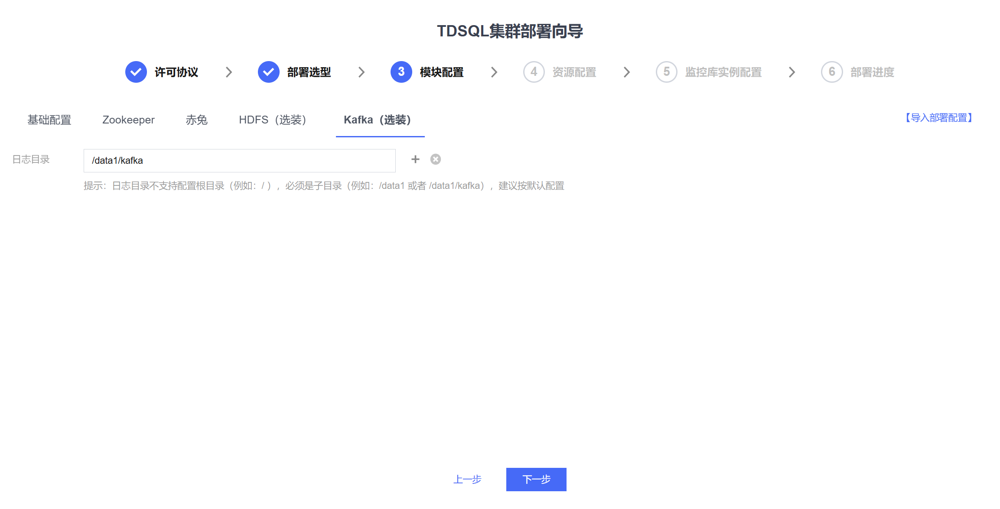 TDSQL集群部署向导
许可协议 部署选型 3 模块配置 4 资源配置 5 监控库实例配置 6 部署进度
基础配置 Zookeeper 赤兔 HDFS（选装） Kafka（选装） 【导入部署配置】
日志目录 /data1/kafka
提示：日志目录不支持配置根目录（例如：/ ），必须是子目录（例如：/data1 或者 /data1/kafka），建议按默认配置
上一步 下一步